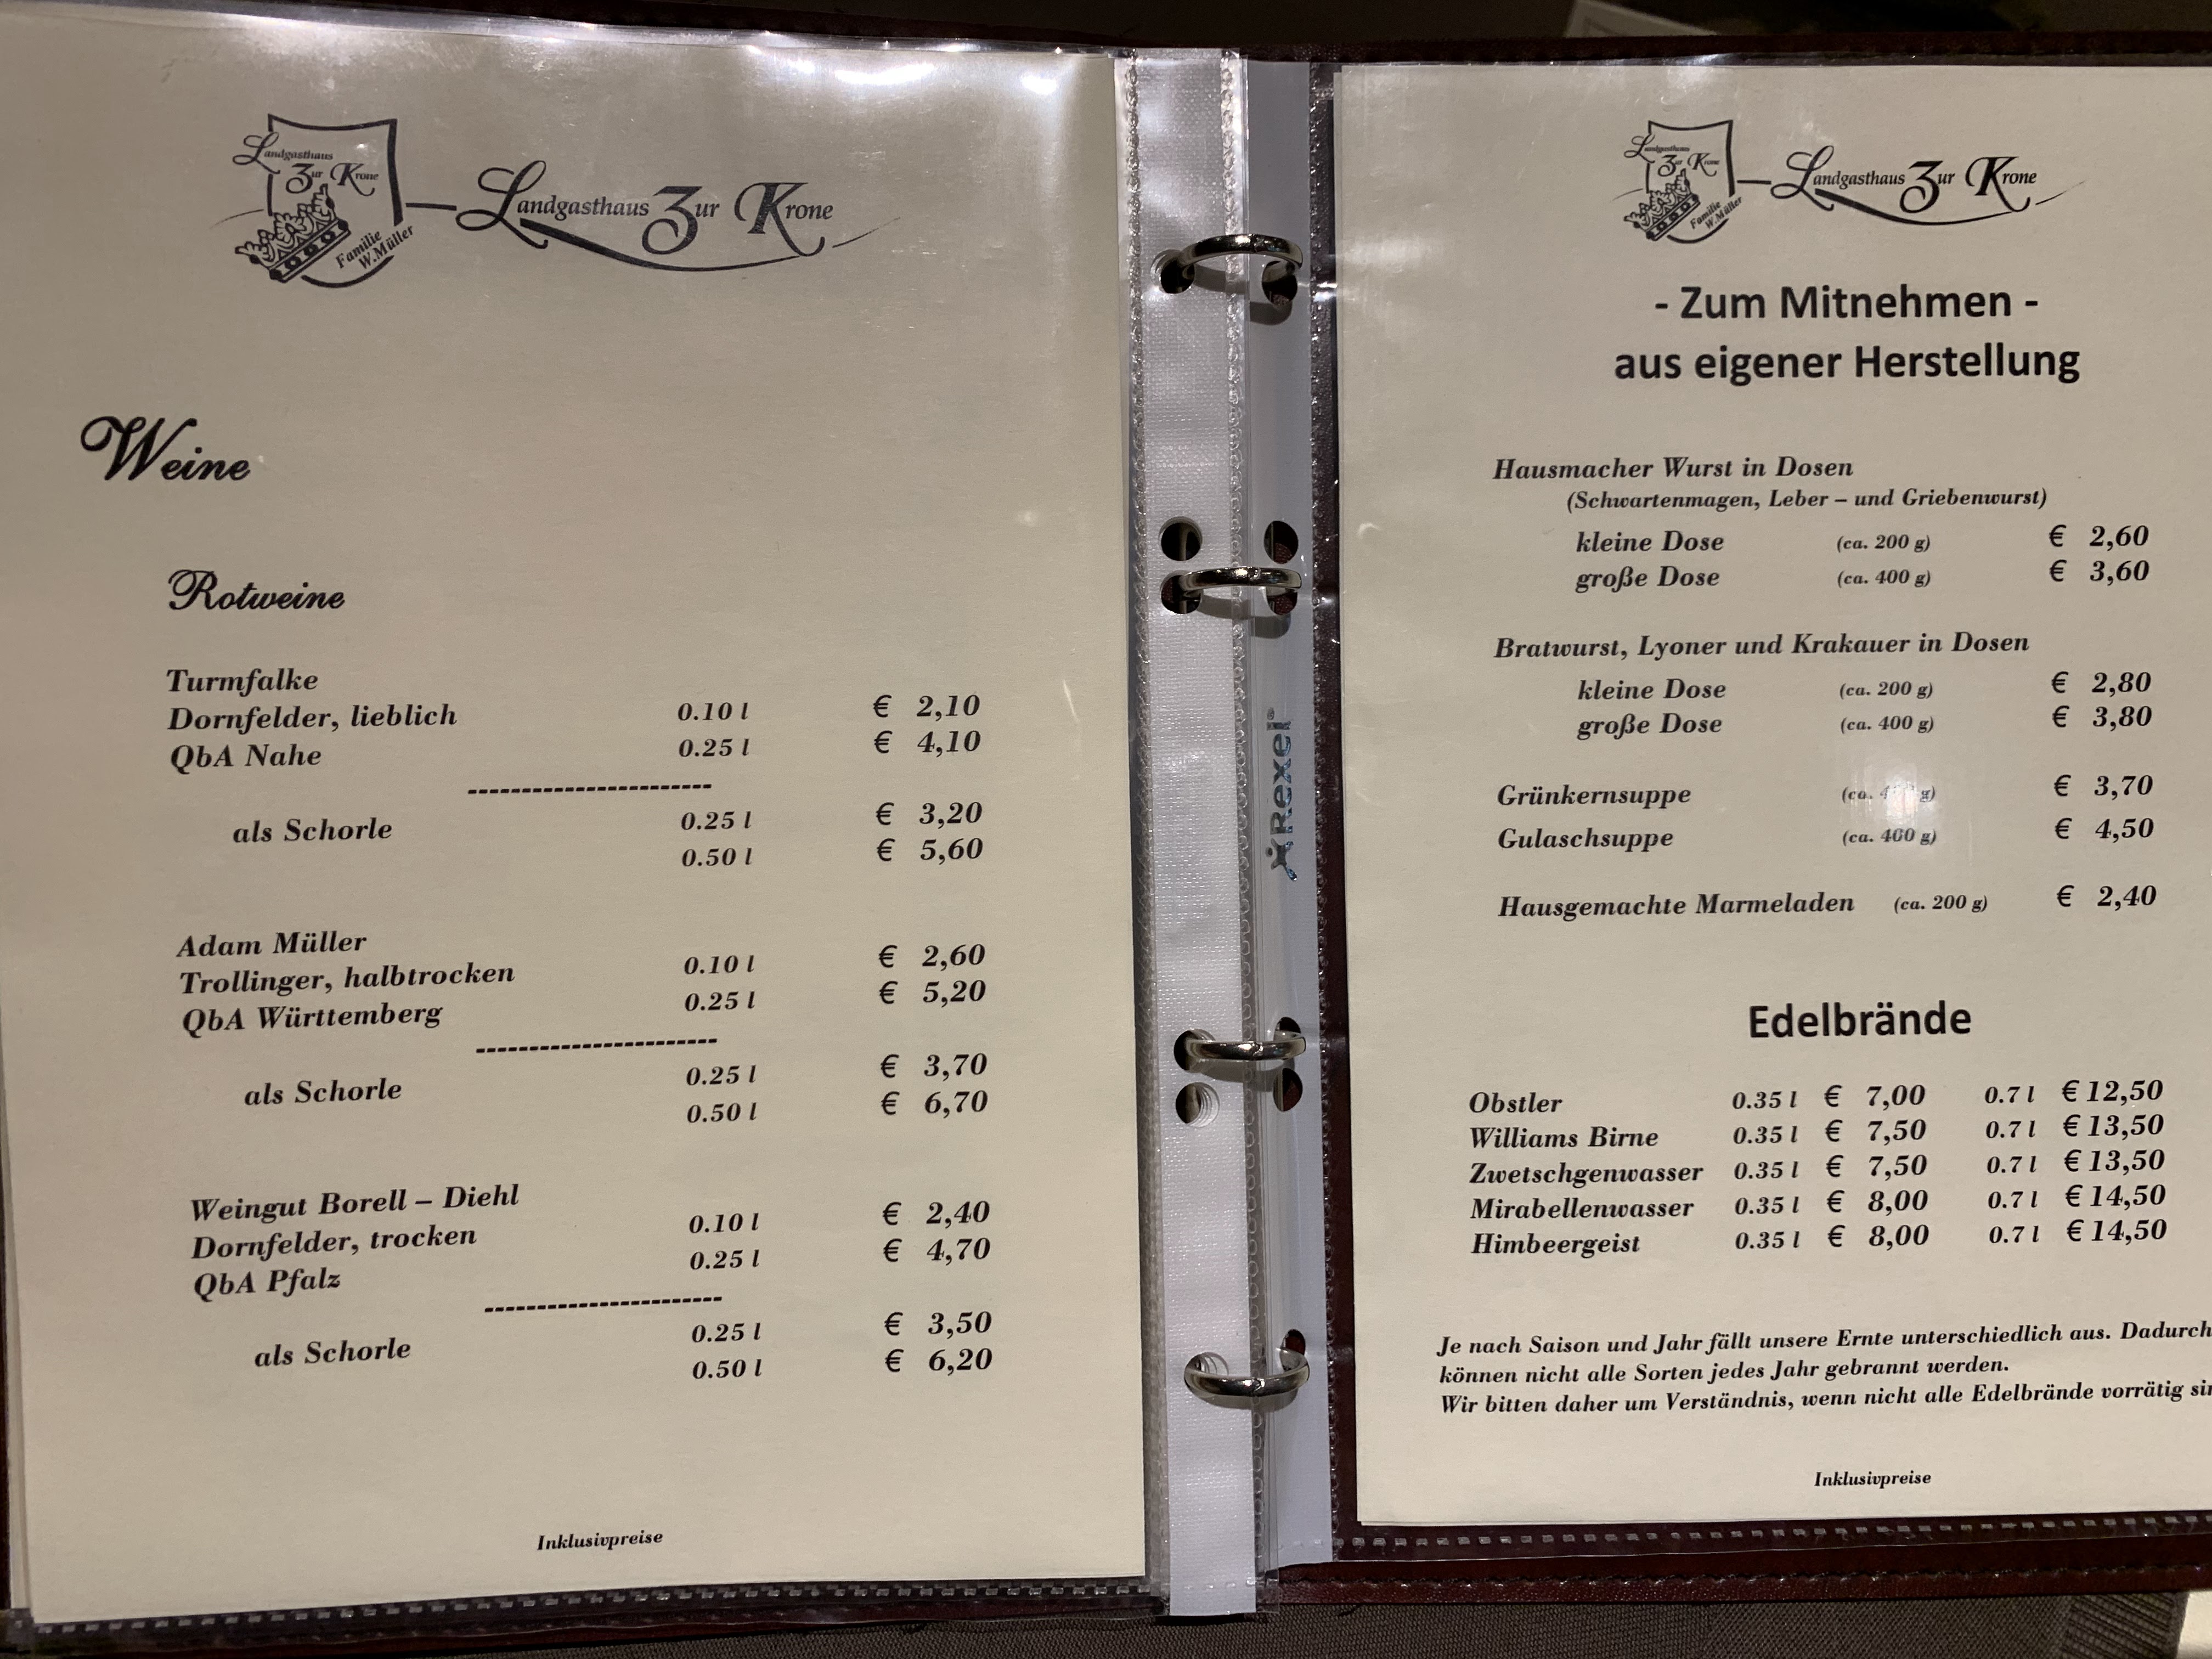 Landgasthaus
Zur Krone
Familie
W.Müller
Landgasthaus Zur Krone
Weine
Rotweine
Turmfalke
Dornfelder, lieblich 0.10 l € 2,10
QbA Nahe 0.25 l € 4,10
-----------------------
als Schorle 0.25 l € 3,20
0.50 l € 5,60
Adam Müller
Trollinger, halbtrocken 0.10 l € 2,60
QbA Württemberg 0.25 l € 5,20
-----------------------
als Schorle 0.25 l € 3,70
0.50 l € 6,70
Weingut Borell – Diehl
Dornfelder, trocken 0.10 l € 2,40
QbA Pfalz 0.25 l € 4,70
-----------------------
als Schorle 0.25 l € 3,50
0.50 l € 6,20
Inklusivpreise
Rexel®
Landgasthaus
Zur Krone
Familie
W.Müller
Landgasthaus Zur Krone
- Zum Mitnehmen -
aus eigener Herstellung
Hausmacher Wurst in Dosen
(Schwartenmagen, Leber – und Griebenwurst)
kleine Dose (ca. 200 g) € 2,60
große Dose (ca. 400 g) € 3,60
Bratwurst, Lyoner und Krakauer in Dosen
kleine Dose (ca. 200 g) € 2,80
große Dose (ca. 400 g) € 3,80
Grünkernsuppe (ca. g) € 3,70
Gulaschsuppe (ca. 400 g) € 4,50
Hausgemachte Marmeladen (ca. 200 g) € 2,40
Edelbrände
Obstler 0.35 l € 7,00 0.7 l € 12,50
Williams Birne 0.35 l € 7,50 0.7 l € 13,50
Zwetschgenwasser 0.35 l € 7,50 0.7 l € 13,50
Mirabellenwasser 0.35 l € 8,00 0.7 l € 14,50
Himbeergeist 0.35 l € 8,00 0.7 l € 14,50
Je nach Saison und Jahr fällt unsere Ernte unterschiedlich aus. Dadurch
können nicht alle Sorten jedes Jahr gebrannt werden.
Wir bitten daher um Verständnis, wenn nicht alle Edelbrände vorrätig
Inklusivpreise